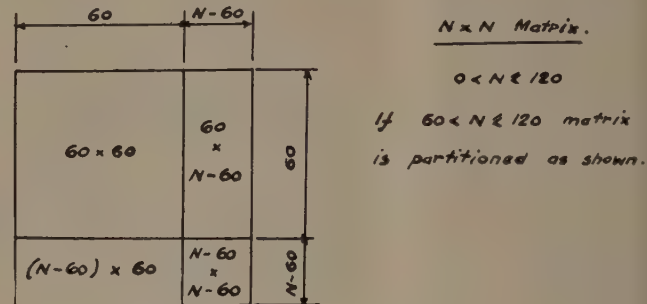 60
N-60
N x N Matrix.
0 < N ≤ 120
If 60 < N ≤ 120 matrix
is partitioned as shown.
60 x 60
60
x
N-60
60
(N-60) x 60
N-60
x
N-60
N-60